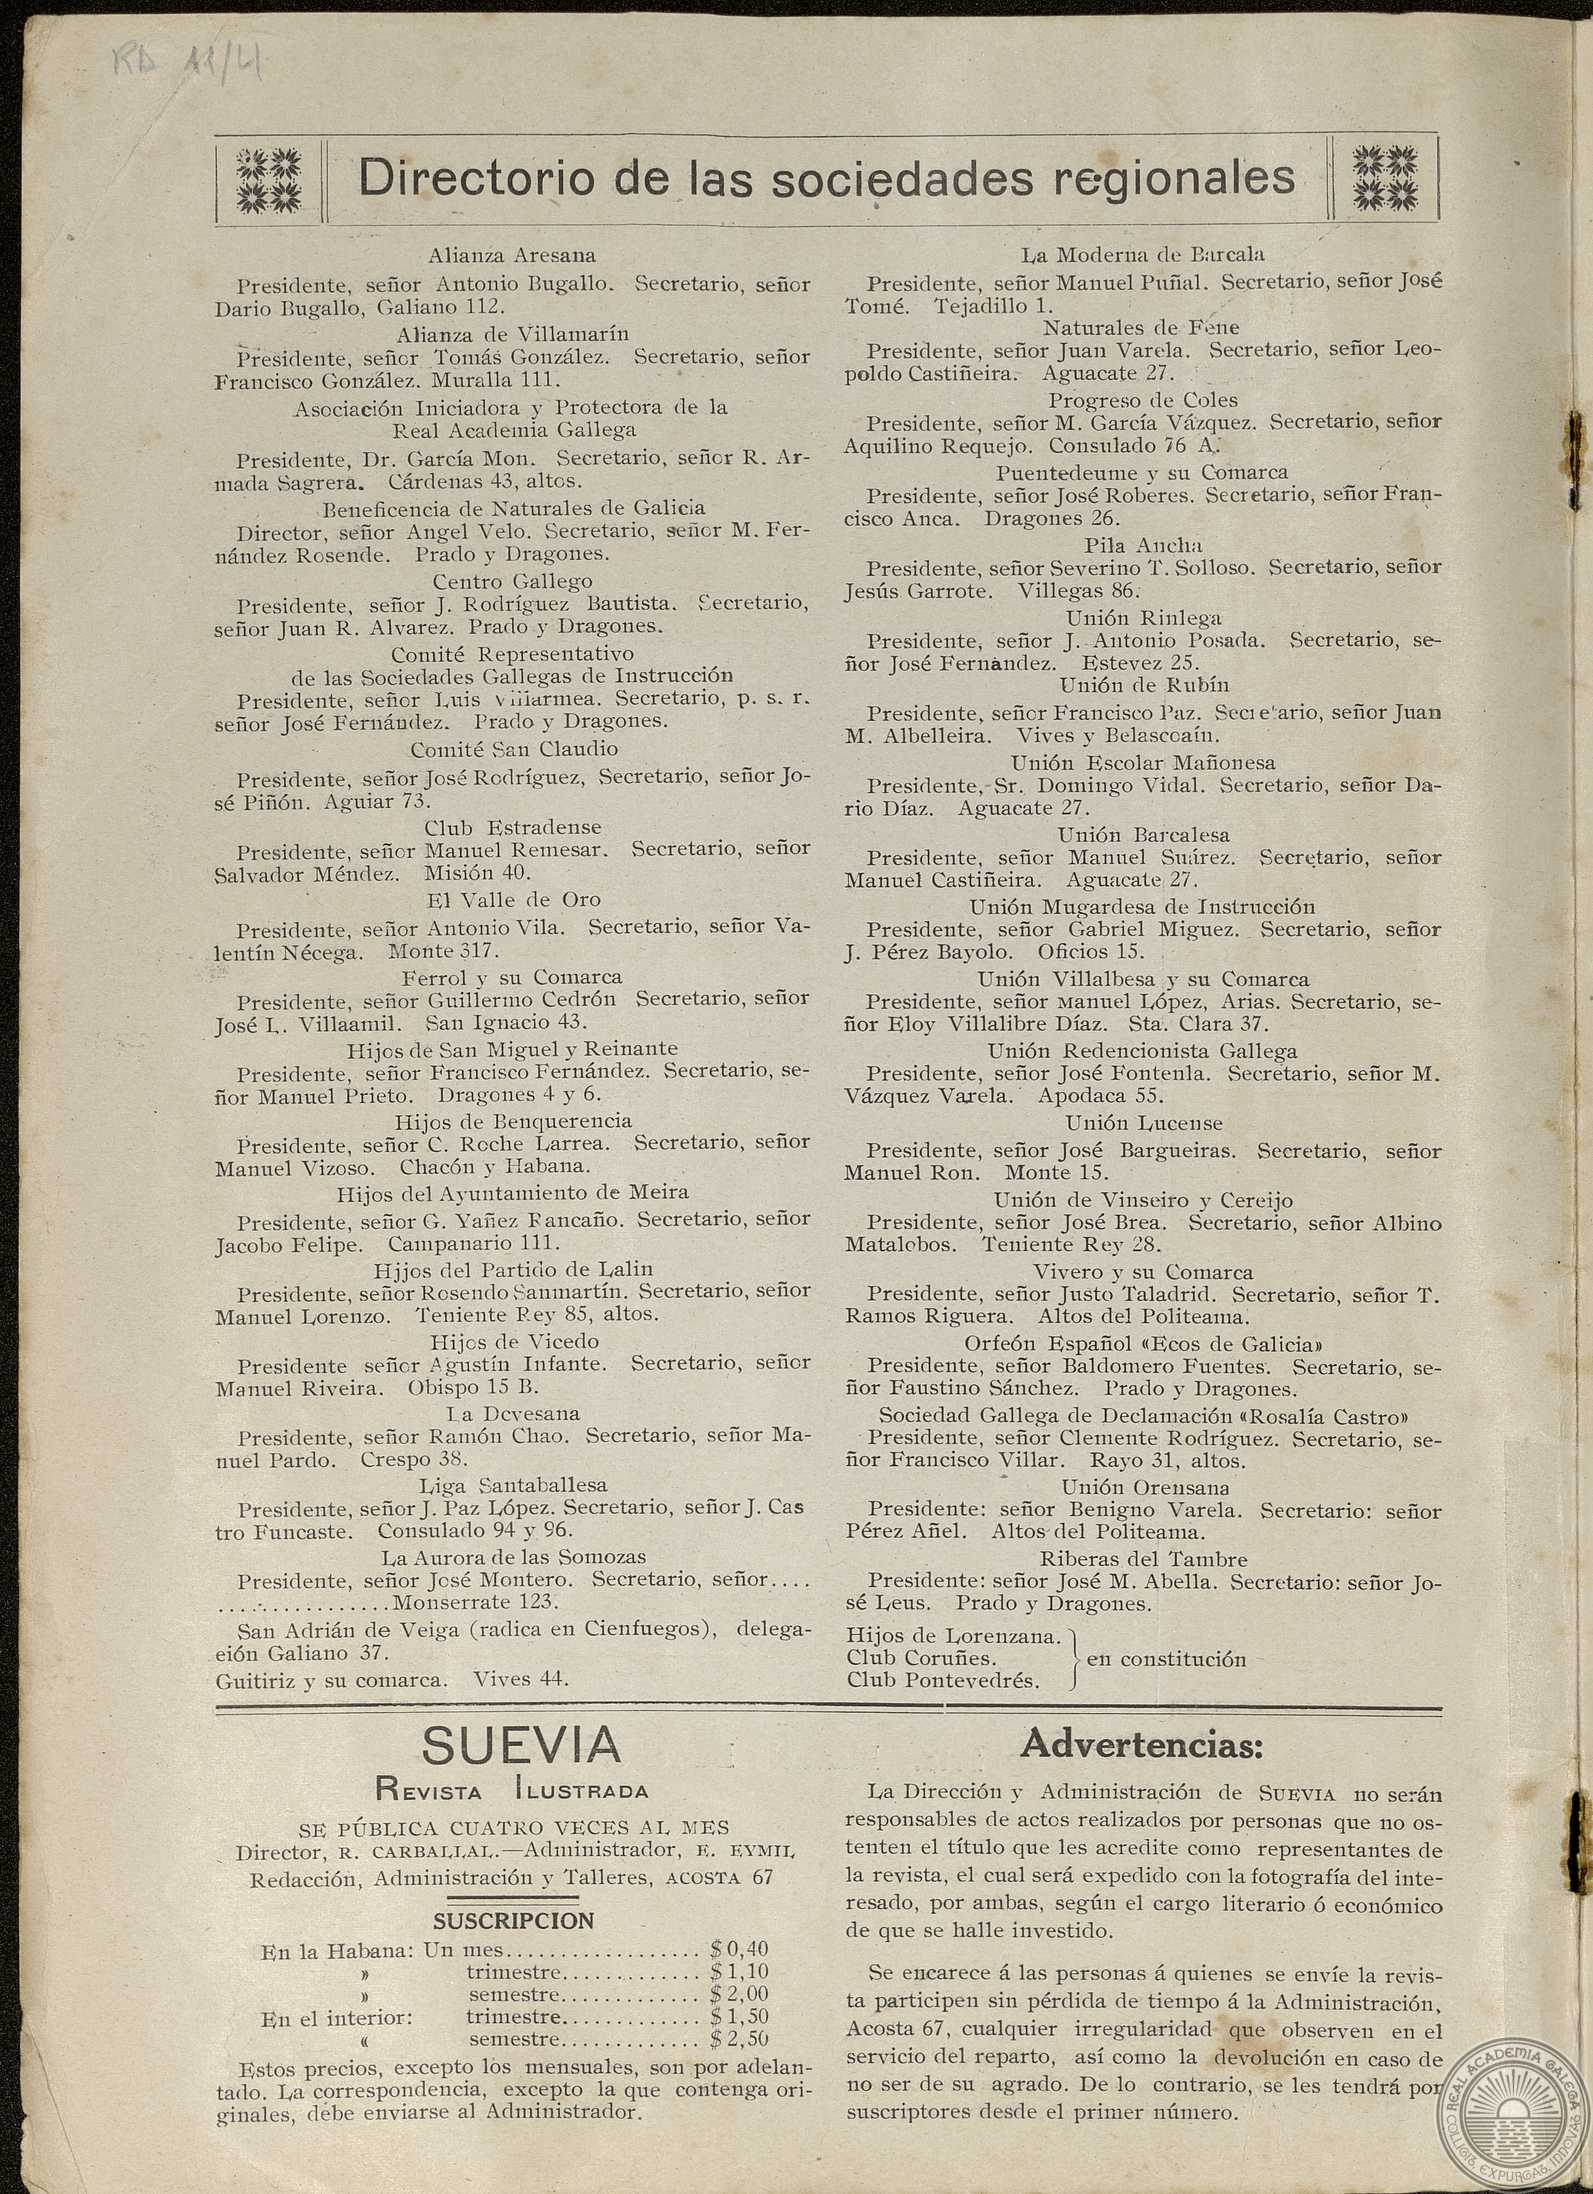 RD 11/4
Directorio de las sociedades regionales
Alianza Aresana
Presidente, señor Antonio Bugallo. Secretario, señor
Dario Bugallo, Galiano 112.
Alianza de Villamarín
Presidente, señor Tomás González. Secretario, señor
Francisco González. Muralla 111.
Asociación Iniciadora y Protectora de la
Real Academia Gallega
Presidente, Dr. García Mon. Secretario, señor R. Ar-
mada Sagrera. Cárdenas 43, altos.
Beneficencia de Naturales de Galicia
Director, señor Angel Velo. Secretario, señor M. Fer-
nández Rosende. Prado y Dragones.
Centro Gallego
Presidente, señor J. Rodríguez Bautista. Secretario,
señor Juan R. Alvarez. Prado y Dragones.
Comité Representativo
de las Sociedades Gallegas de Instrucción
Presidente, señor Luis Villarmea. Secretario, p. s. r.
señor José Fernández. Prado y Dragones.
Comité San Claudio
Presidente, señor José Rodríguez, Secretario, señor Jo-
sé Piñón. Aguiar 73.
Club Estradense
Presidente, señor Manuel Remesar. Secretario, señor
Salvador Méndez. Misión 40.
El Valle de Oro
Presidente, señor Antonio Vila. Secretario, señor Va-
lentín Nécega. Monte 317.
Ferrol y su Comarca
Presidente, señor Guillermo Cedrón Secretario, señor
José L. Villaamil. San Ignacio 43.
Hijos de San Miguel y Reinante
Presidente, señor Francisco Fernández. Secretario, se-
ñor Manuel Prieto. Dragones 4 y 6.
Hijos de Benquerencia
Presidente, señor C. Roche Larrea. Secretario, señor
Manuel Vizoso. Chacón y Habana.
Hijos del Ayuntamiento de Meira
Presidente, señor G. Yañez Fancaño. Secretario, señor
Jacobo Felipe. Campanario 111.
Hjjos del Partido de Lalin
Presidente, señor Rosendo Sanmartín. Secretario, señor
Manuel Lorenzo. Teniente Rey 85, altos.
Hijos de Vicedo
Presidente señor Agustín Infante. Secretario, señor
Manuel Riveira. Obispo 15 B.
La Devesana
Presidente, señor Ramón Chao. Secretario, señor Ma-
nuel Pardo. Crespo 38.
Liga Santaballesa
Presidente, señor J. Paz López. Secretario, señor J. Cas
tro Funcaste. Consulado 94 y 96.
La Aurora de las Somozas
Presidente, señor José Montero. Secretario, señor....
.................Monserrate 123.
San Adrián de Veiga (radica en Cienfuegos), delega-
eión Galiano 37.
Guitiriz y su comarca. Vives 44.
La Moderna de Barcala
Presidente, señor Manuel Puñal. Secretario, señor José
Tomé. Tejadillo 1.
Naturales de Fene
Presidente, señor Juan Varela. Secretario, señor Leo-
poldo Castiñeira. Aguacate 27.
Progreso de Coles
Presidente, señor M. García Vázquez. Secretario, señor
Aquilino Requejo. Consulado 76 A.
Puentedeume y su Comarca
Presidente, señor José Roberes. Secretario, señor Fran-
cisco Anca. Dragones 26.
Pila Ancha
Presidente, señor Severino T. Solloso. Secretario, señor
Jesús Garrote. Villegas 86.
Unión Rinlega
Presidente, señor J. Antonio Posada. Secretario, se-
ñor José Fernández. Estevez 25.
Unión de Rubín
Presidente, señor Francisco Paz. Secretario, señor Juan
M. Albelleira. Vives y Belascoaín.
Unión Escolar Mañonesa
Presidente, Sr. Domingo Vidal. Secretario, señor Da-
rio Díaz. Aguacate 27.
Unión Barcalesa
Presidente, señor Manuel Suárez. Secretario, señor
Manuel Castiñeira. Aguacate 27.
Unión Mugardesa de Instrucción
Presidente, señor Gabriel Miguez. Secretario, señor
J. Pérez Bayolo. Oficios 15.
Unión Villalbesa y su Comarca
Presidente, señor Manuel López, Arias. Secretario, se-
ñor Eloy Villalibre Díaz. Sta. Clara 37.
Unión Redencionista Gallega
Presidente, señor José Fontenla. Secretario, señor M.
Vázquez Varela. Apodaca 55.
Unión Lucense
Presidente, señor José Bargueiras. Secretario, señor
Manuel Ron. Monte 15.
Unión de Vinseiro y Cereijo
Presidente, señor José Brea. Secretario, señor Albino
Matalobos. Teniente Rey 28.
Vivero y su Comarca
Presidente, señor Justo Taladrid. Secretario, señor T.
Ramos Riguera. Altos del Politeama.
Orfeón Español «Ecos de Galicia»
Presidente, señor Baldomero Fuentes. Secretario, se-
ñor Faustino Sánchez. Prado y Dragones.
Sociedad Gallega de Declamación «Rosalía Castro»
Presidente, señor Clemente Rodríguez. Secretario, se-
ñor Francisco Villar. Rayo 31, altos.
Unión Orensana
Presidente: señor Benigno Varela. Secretario: señor
Pérez Añel. Altos del Politeama.
Riberas del Tambre
Presidente: señor José M. Abella. Secretario: señor Jo-
sé Leus. Prado y Dragones.
Hijos de Lorenzana.
Club Coruñes.
Club Pontevedrés.
en constitución
SUEVIA
REVISTA ILUSTRADA
SE PÚBLICA CUATRO VECES AL MES
Director, R. CARBALLAL.—Administrador, E. EYMIL
Redacción, Administración y Talleres, ACOSTA 67
SUSCRIPCION
En la Habana: Un mes.................. $ 0,40
» trimestre............. $ 1,10
» semestre............. $ 2,00
En el interior: trimestre............. $ 1,50
« semestre............. $ 2,50
Estos precios, excepto los mensuales, son por adelan-
tado. La correspondencia, excepto la que contenga ori-
ginales, debe enviarse al Administrador.
Advertencias:
La Dirección y Administración de SUEVIA no serán
responsables de actos realizados por personas que no os-
tenten el título que les acredite como representantes de
la revista, el cual será expedido con la fotografía del inte-
resado, por ambas, según el cargo literario ó económico
de que se halle investido.
Se encarece á las personas á quienes se envíe la revis-
ta participen sin pérdida de tiempo á la Administración,
Acosta 67, cualquier irregularidad que observen en el
servicio del reparto, así como la devolución en caso de
no ser de su agrado. De lo contrario, se les tendrá por
suscriptores desde el primer número.
REAL ACADEMIA GALEGA
COLLIGIT, EXPURGAT, INNOVAT